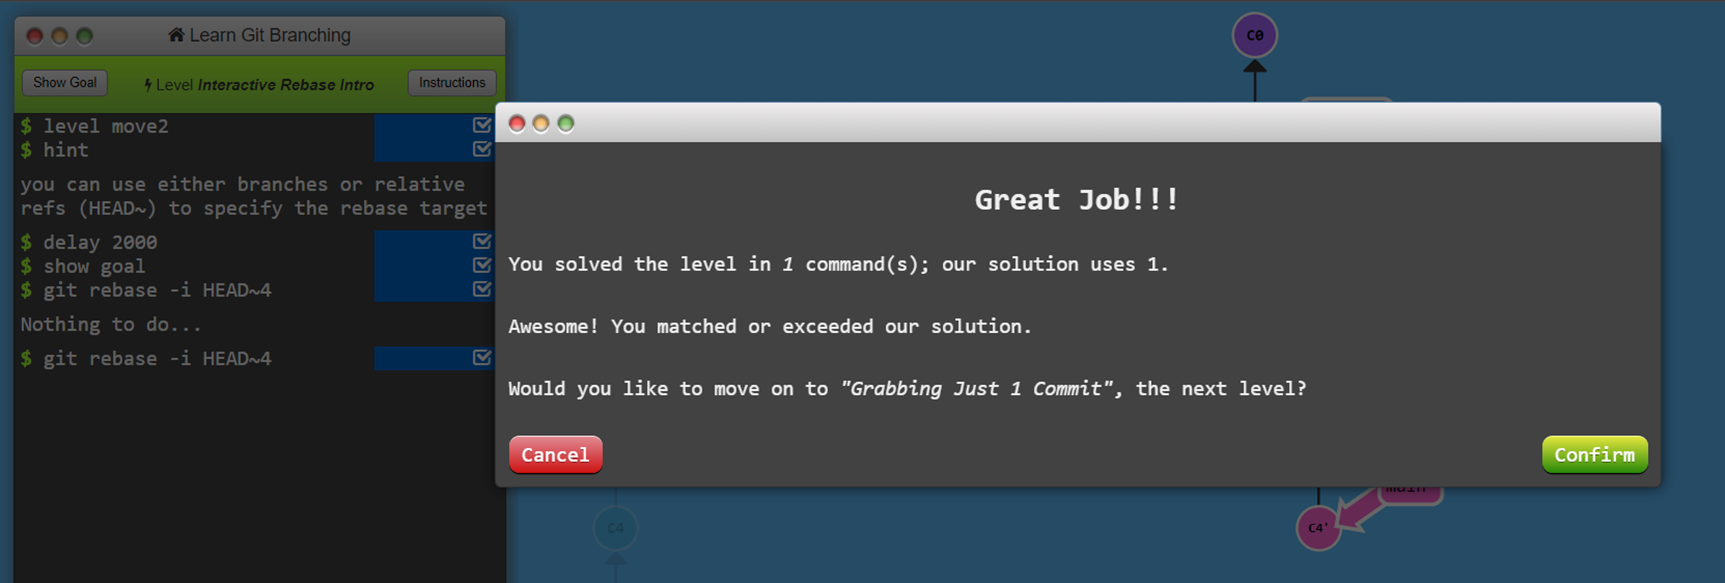 Learn Git Branching
Show Goal
Level Interactive Rebase Intro
Instructions
$ level move2
$ hint
you can use either branches or relative
refs (HEAD~) to specify the rebase target
$ delay 2000
$ show goal
$ git rebase -i HEAD~4
Nothing to do...
$ git rebase -i HEAD~4
C0
Great Job!!!
You solved the level in 1 command(s); our solution uses 1.
Awesome! You matched or exceeded our solution.
Would you like to move on to "Grabbing Just 1 Commit", the next level?
Cancel
Confirm
main
C4
C4'